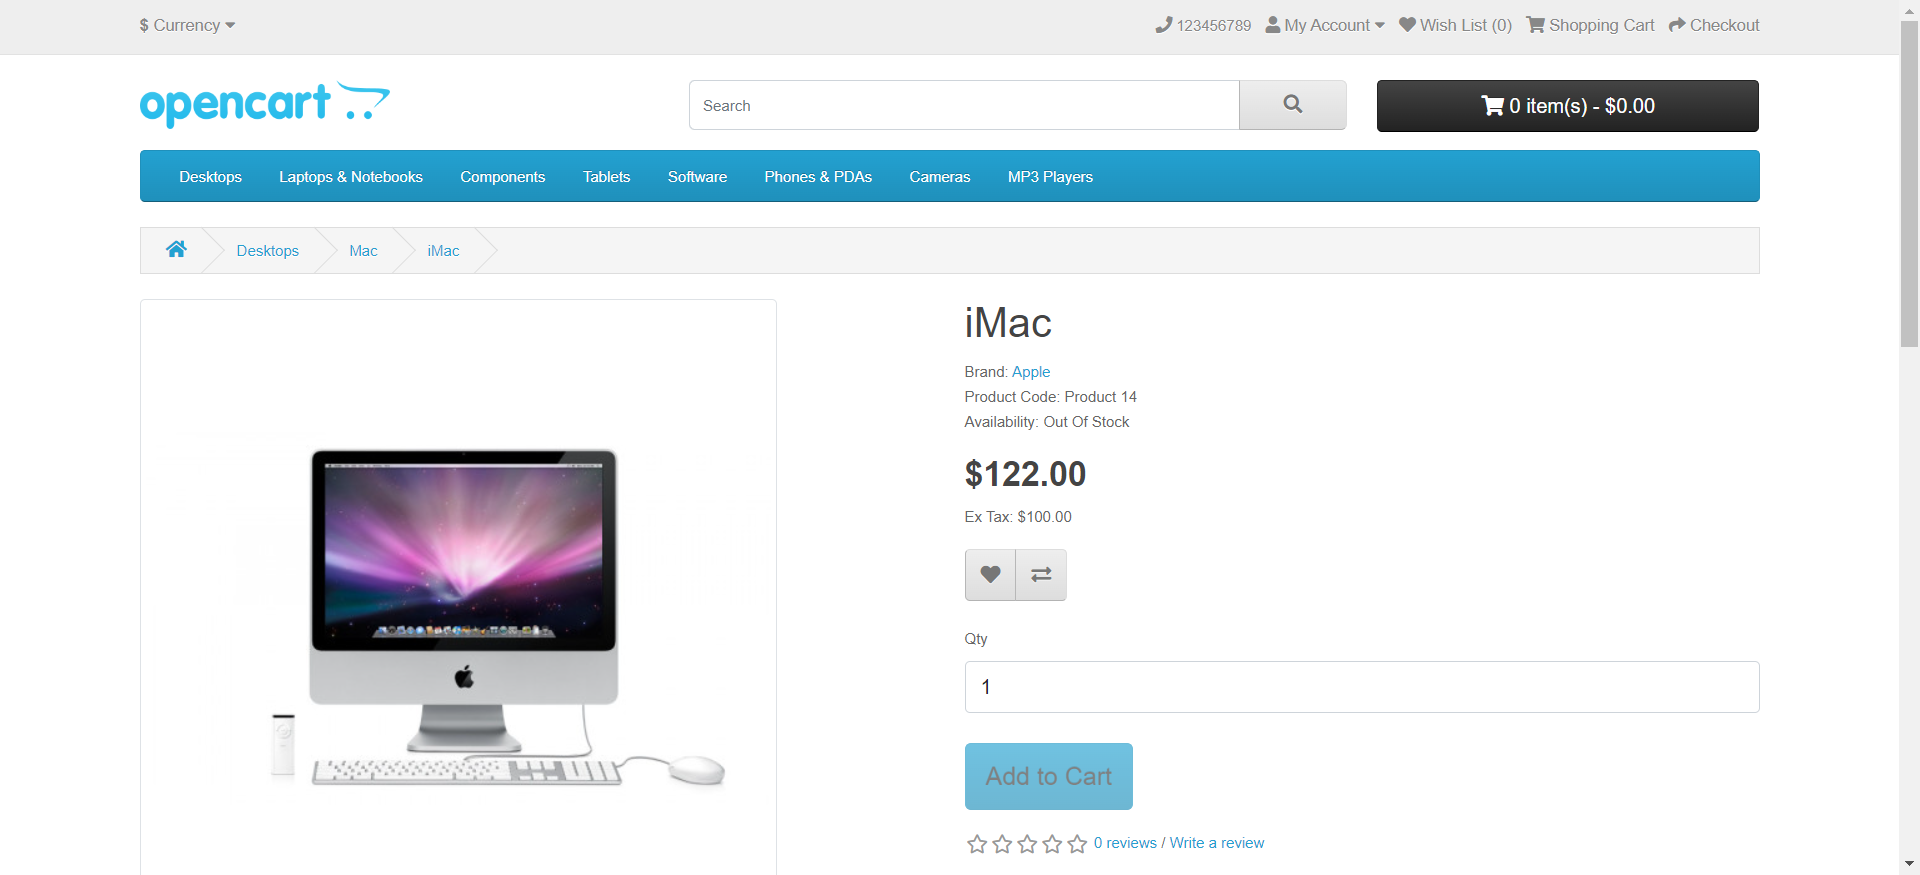 $ Currency
123456789 My Account Wish List (0) Shopping Cart Checkout
opencart
Search
0 item(s) - $0.00
Desktops Laptops & Notebooks Components Tablets Software Phones & PDAs Cameras MP3 Players
Desktops Mac iMac
iMac
Brand: Apple
Product Code: Product 14
Availability: Out Of Stock
$122.00
Ex Tax: $100.00
Qty
1
Add to Cart
0 reviews / Write a review